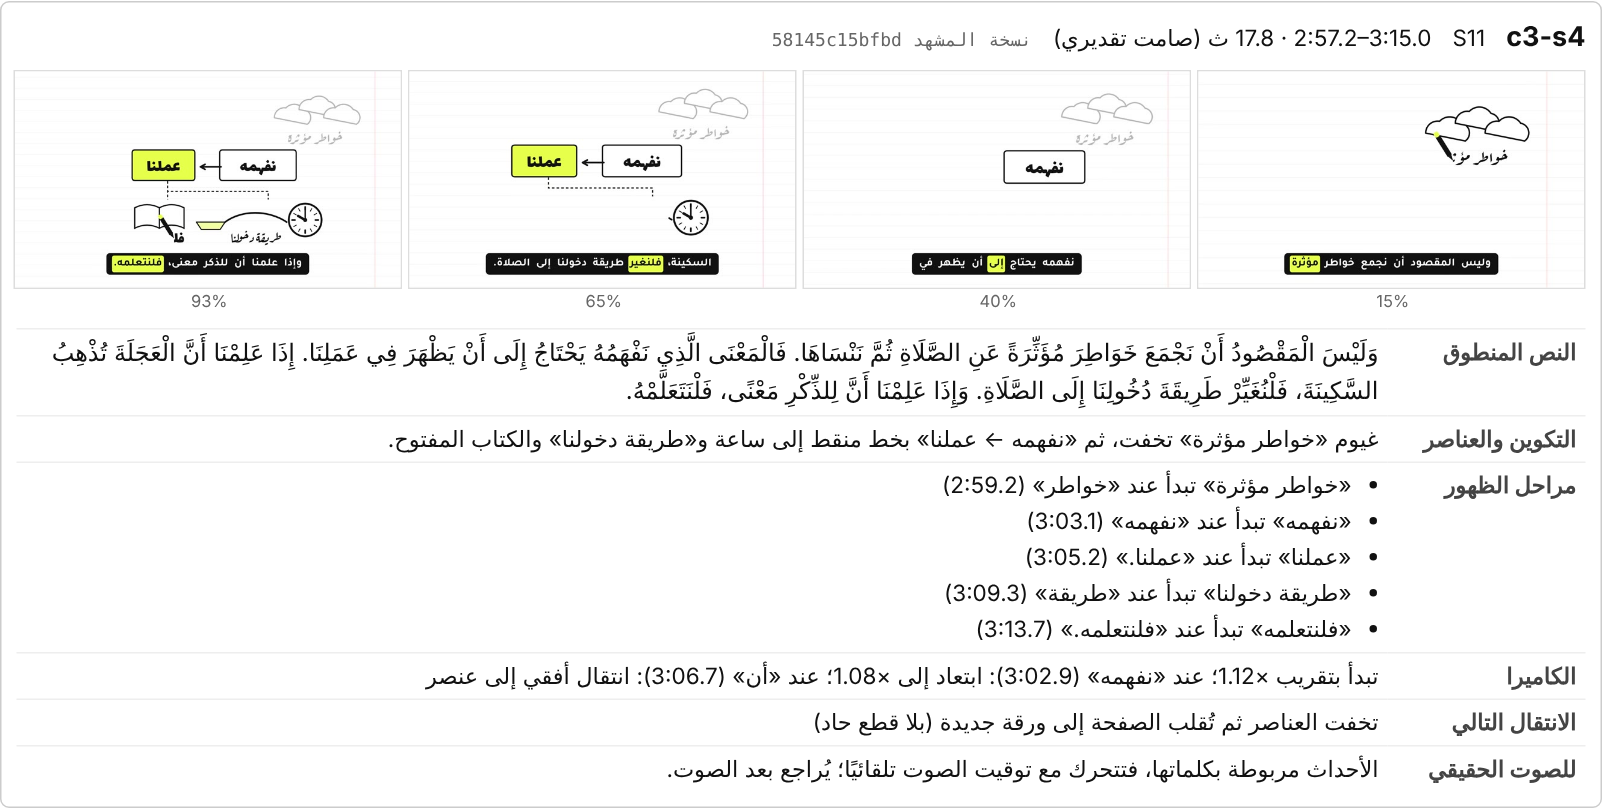 c3-s4 S11 2:57.2–3:15.0 · 17.8 ث (صامت تقديري) نسخة المشهد 58145c15bfbd
خواطر مؤ
وليس المقصود أن نجمع خواطر مؤثرة
15%
خواطر مؤثرة
نفهمه
نفهمه يحتاج إلى أن يظهر في
40%
خواطر مؤثرة
نفهمه ← عملنا
السكينة، فلنغير طريقة دخولنا إلى الصلاة.
65%
خواطر مؤثرة
نفهمه ← عملنا
طريقة دخولنا
فل
وإذا علمنا أن للذكر معنى، فلنتعلمه.
93%
النص المنطوق
وَلَيْسَ الْمَقْصُودُ أَنْ نَجْمَعَ خَوَاطِرَ مُؤَثِّرَةً عَنِ الصَّلَاةِ ثُمَّ نَنْسَاهَا. فَالْمَعْنَى الَّذِي نَفْهَمُهُ يَحْتَاجُ إِلَى أَنْ يَظْهَرَ فِي عَمَلِنَا. إِذَا عَلِمْنَا أَنَّ الْعَجَلَةَ تُذْهِبُ
السَّكِينَةَ، فَلْنُغَيِّرْ طَرِيقَةَ دُخُولِنَا إِلَى الصَّلَاةِ. وَإِذَا عَلِمْنَا أَنَّ لِلذِّكْرِ مَعْنًى، فَلْنَتَعَلَّمْهُ.
التكوين والعناصر
غيوم «خواطر مؤثرة» تخفت، ثم «نفهمه ← عملنا» بخط منقط إلى ساعة و«طريقة دخولنا» والكتاب المفتوح.
مراحل الظهور
• «خواطر مؤثرة» تبدأ عند «خواطر» (2:59.2)
• «نفهمه» تبدأ عند «نفهمه» (3:03.1)
• «عملنا» تبدأ عند «عملنا.» (3:05.2)
• «طريقة دخولنا» تبدأ عند «طريقة» (3:09.3)
• «فلنتعلمه» تبدأ عند «فلنتعلمه.» (3:13.7)
الكاميرا
تبدأ بتقريب ×1.12؛ عند «نفهمه» (3:02.9): ابتعاد إلى ×1.08؛ عند «أن» (3:06.7): انتقال أفقي إلى عنصر
الانتقال التالي
تخفت العناصر ثم تُقلب الصفحة إلى ورقة جديدة (بلا قطع حاد)
للصوت الحقيقي
الأحداث مربوطة بكلماتها، فتتحرك مع توقيت الصوت تلقائيًا؛ يُراجع بعد الصوت.